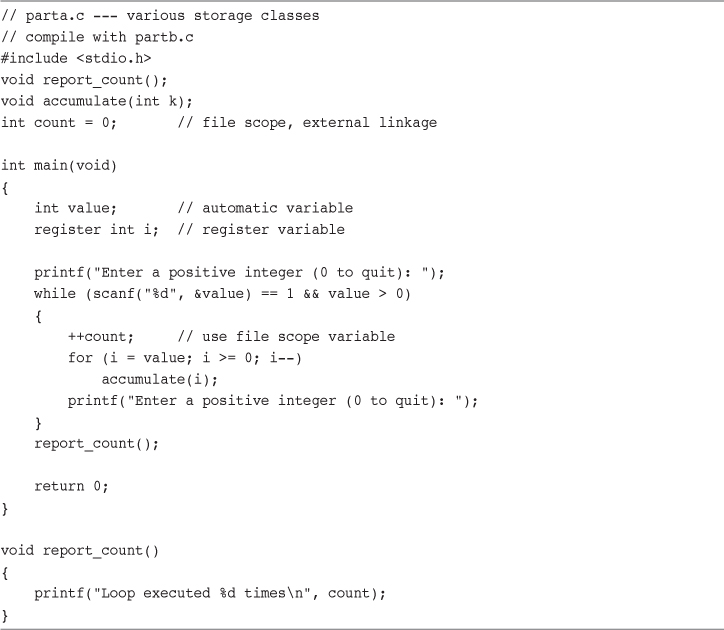 // parta.c --- various storage classes
// compile with partb.c
#include <stdio.h>
void report_count();
void accumulate(int k);
int count = 0;       // file scope, external linkage

int main(void)
{
    int value;       // automatic variable
    register int i;  // register variable

    printf("Enter a positive integer (0 to quit): ");
    while (scanf("%d", &value) == 1 && value > 0)
    {
        ++count;     // use file scope variable
        for (i = value; i >= 0; i--)
            accumulate(i);
        printf("Enter a positive integer (0 to quit): ");
    }
    report_count();

    return 0;
}

void report_count()
{
    printf("Loop executed %d times\n", count);
}